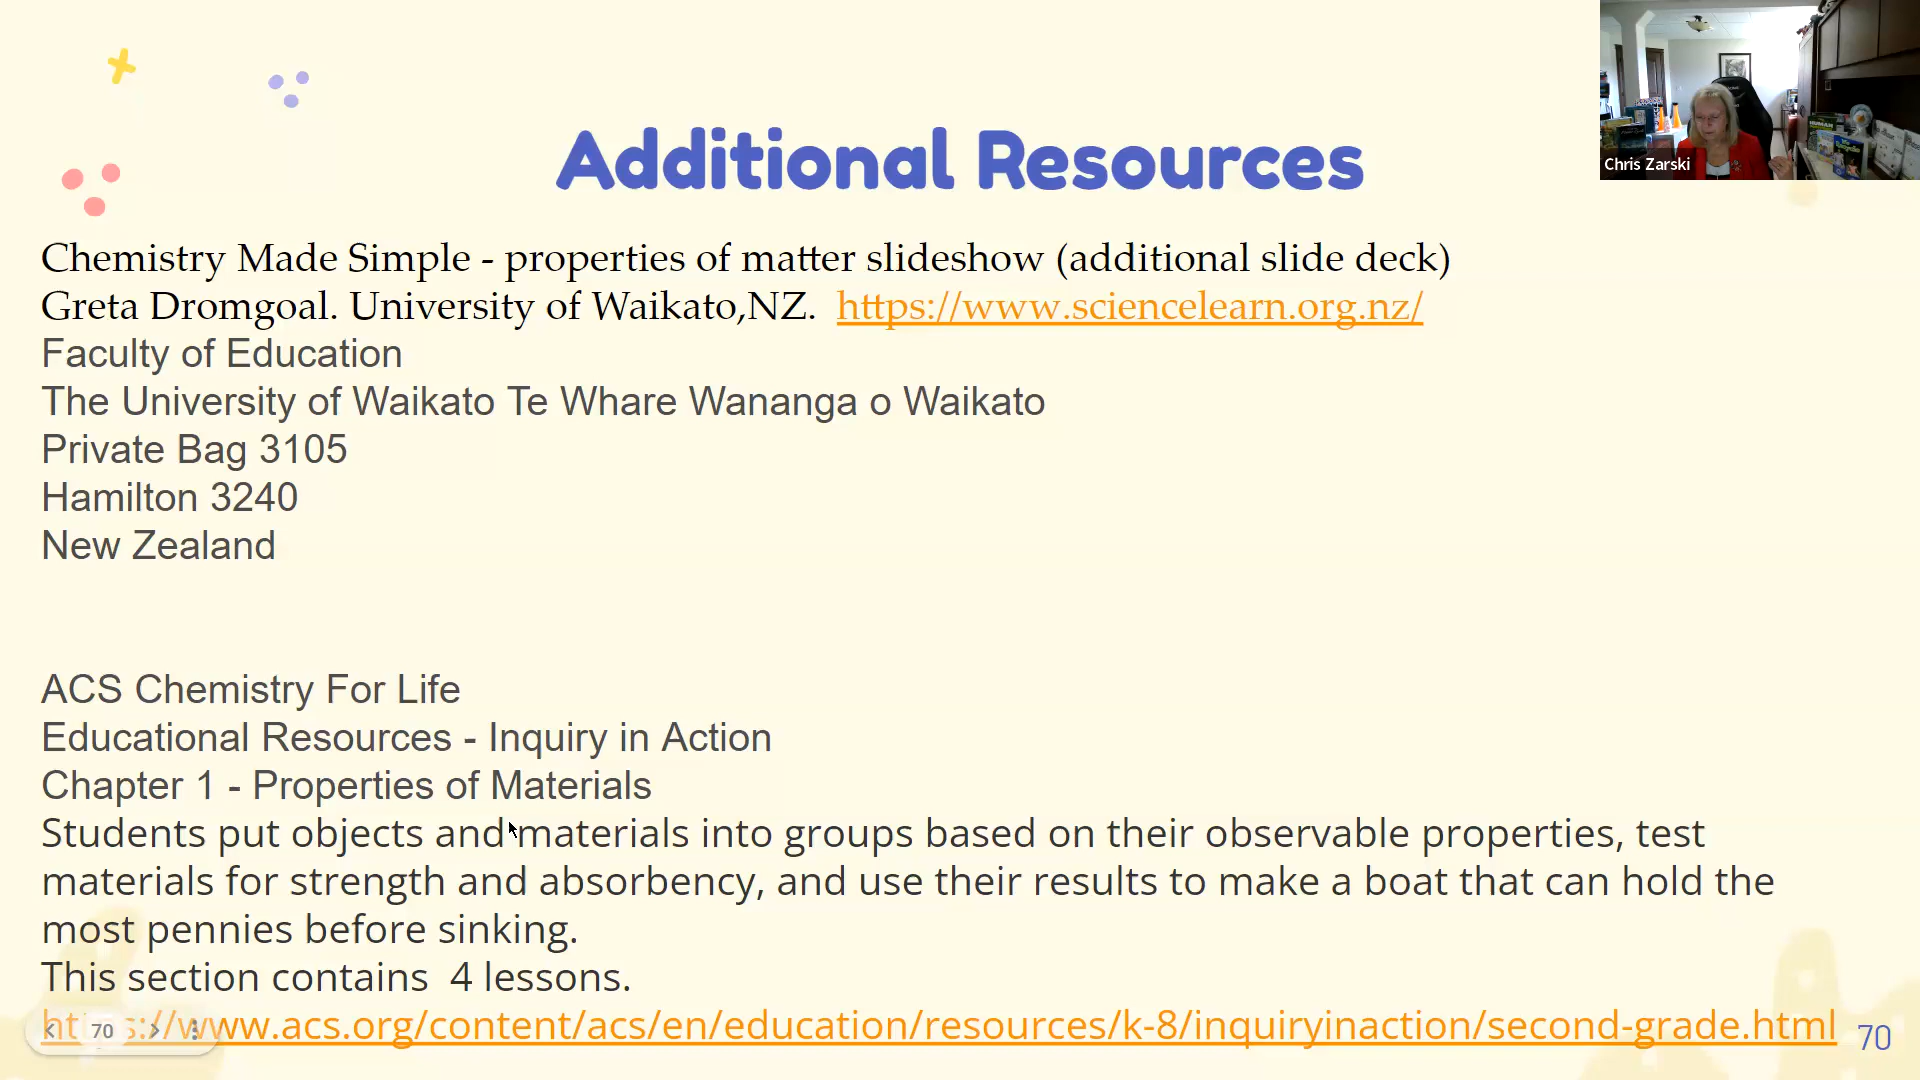 Additional Resources
Chris Zarski
Chemistry Made Simple - properties of matter slideshow (additional slide deck)
Greta Dromgoal. University of Waikato,NZ.  https://www.sciencelearn.org.nz/
Faculty of Education
The University of Waikato Te Whare Wananga o Waikato
Private Bag 3105
Hamilton 3240
New Zealand
ACS Chemistry For Life
Educational Resources - Inquiry in Action
Chapter 1 - Properties of Materials
Students put objects and materials into groups based on their observable properties, test
materials for strength and absorbency, and use their results to make a boat that can hold the
most pennies before sinking.
This section contains  4 lessons.
https://www.acs.org/content/acs/en/education/resources/k-8/inquiryinaction/second-grade.html
70
70